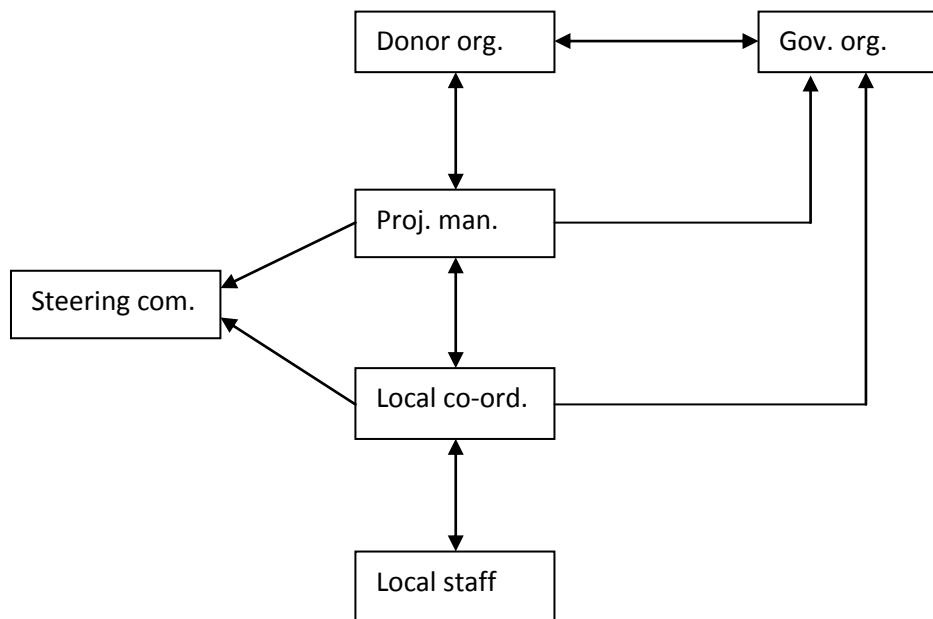 Donor org.
Gov. org.
Proj. man.
Steering com.
Local co-ord.
Local staff